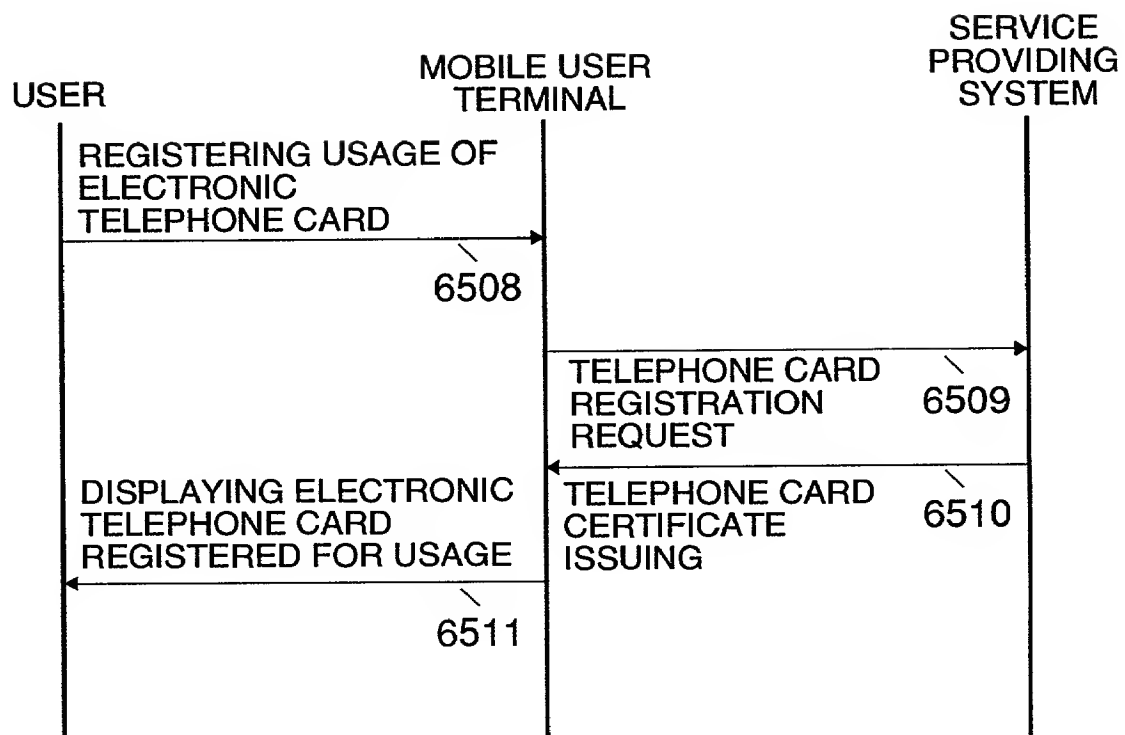 USER
MOBILE USER
TERMINAL
SERVICE
PROVIDING
SYSTEM
REGISTERING USAGE OF
ELECTRONIC
TELEPHONE CARD
6508
TELEPHONE CARD
REGISTRATION
REQUEST
6509
TELEPHONE CARD
CERTIFICATE
ISSUING
6510
DISPLAYING ELECTRONIC
TELEPHONE CARD
REGISTERED FOR USAGE
6511